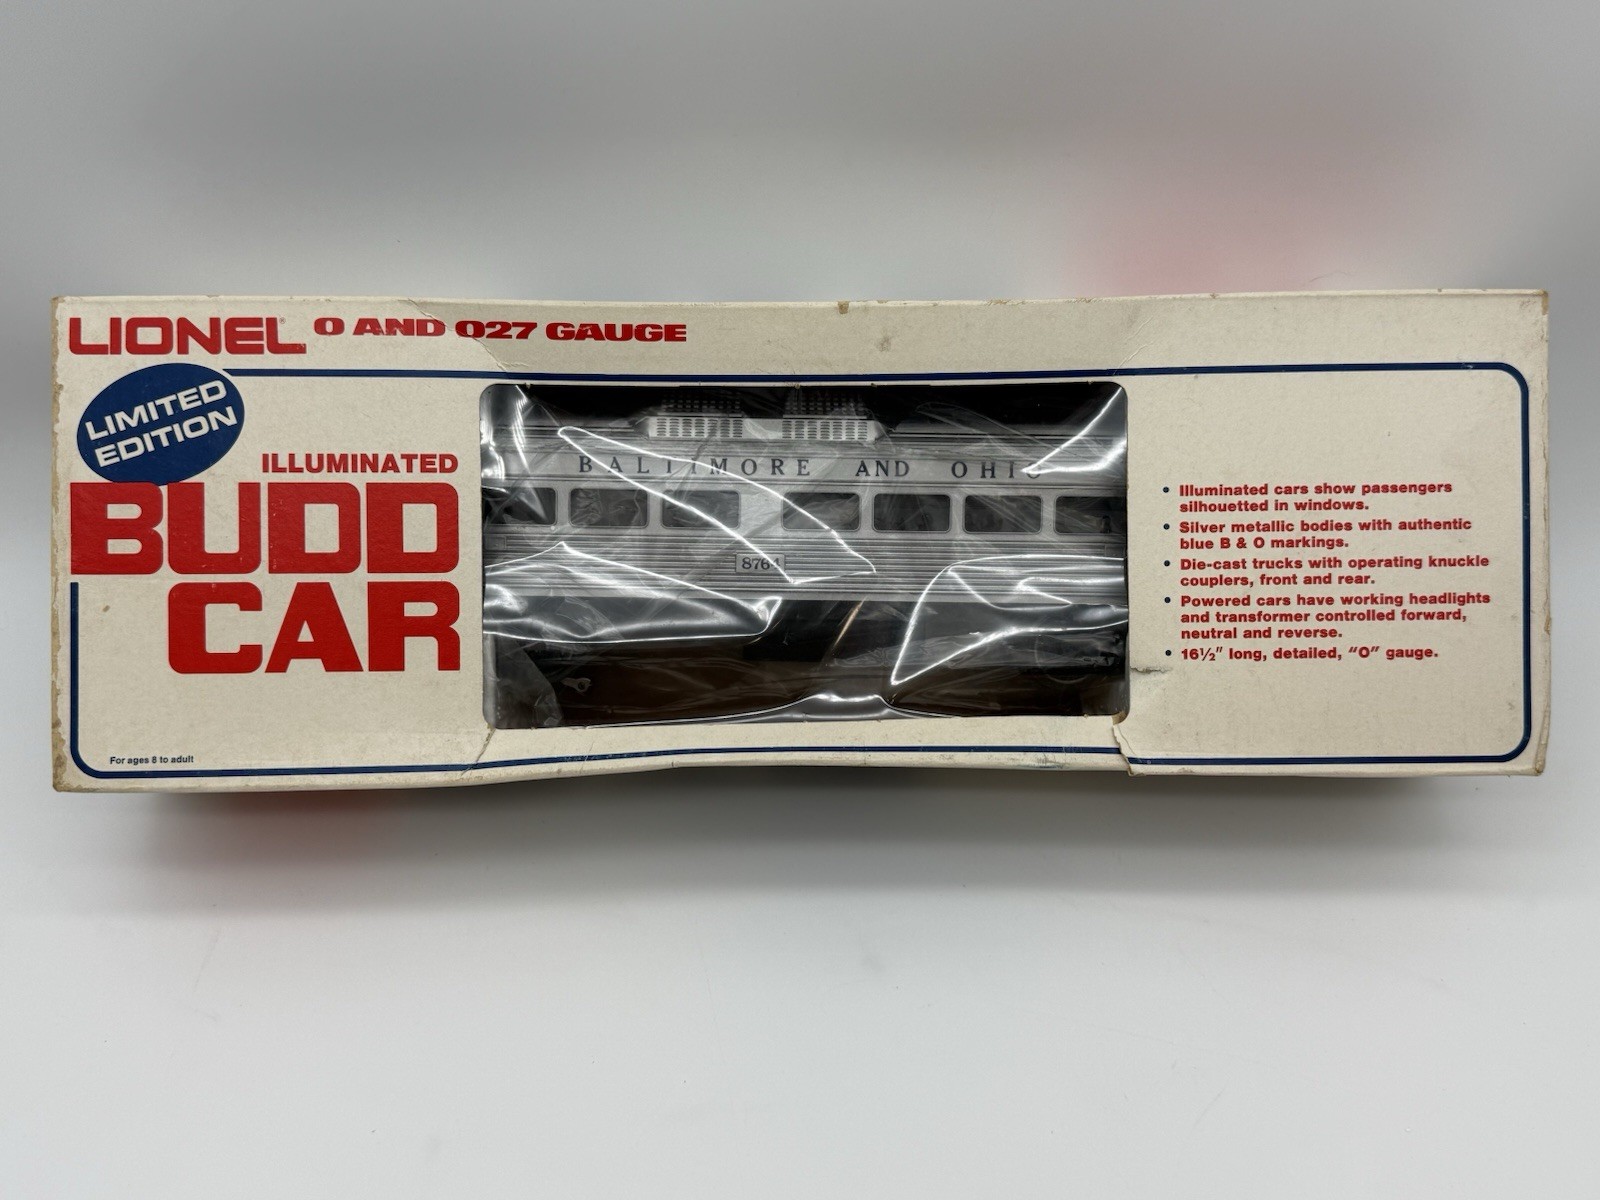 LIONEL® O AND O27 GAUGE
LIMITED
EDITION
ILLUMINATED
BUDD
CAR
For ages 8 to adult
BALTIMORE AND OHIO
8764
• Illuminated cars show passengers
silhouetted in windows.
• Silver metallic bodies with authentic
blue B & O markings.
• Die-cast trucks with operating knuckle
couplers, front and rear.
• Powered cars have working headlights
and transformer controlled forward,
neutral and reverse.
• 16½" long, detailed, "O" gauge.